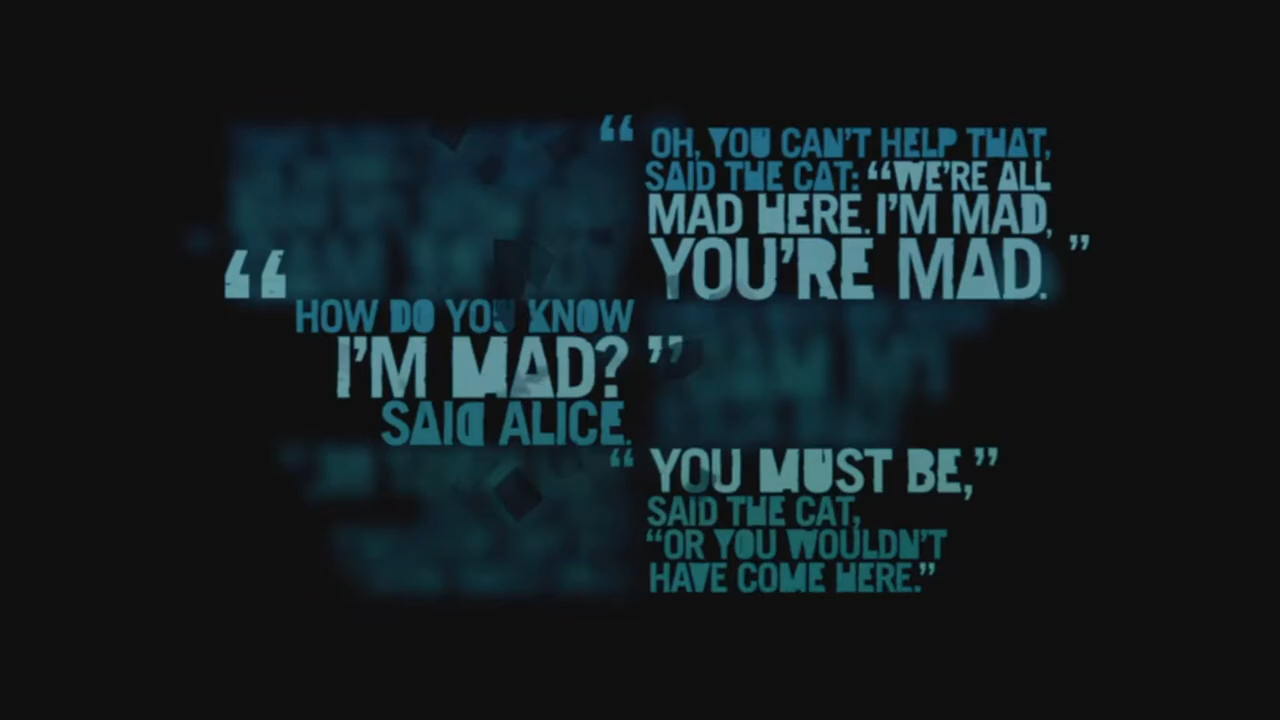 “OH, YOU CAN’T HELP THAT,
SAID THE CAT: “WE’RE ALL
MAD HERE. I’M MAD,
YOU’RE MAD.”
“HOW DO YOU KNOW
I’M MAD?”
SAID ALICE.
“YOU MUST BE,”
SAID THE CAT,
“OR YOU WOULDN’T
HAVE COME HERE.”